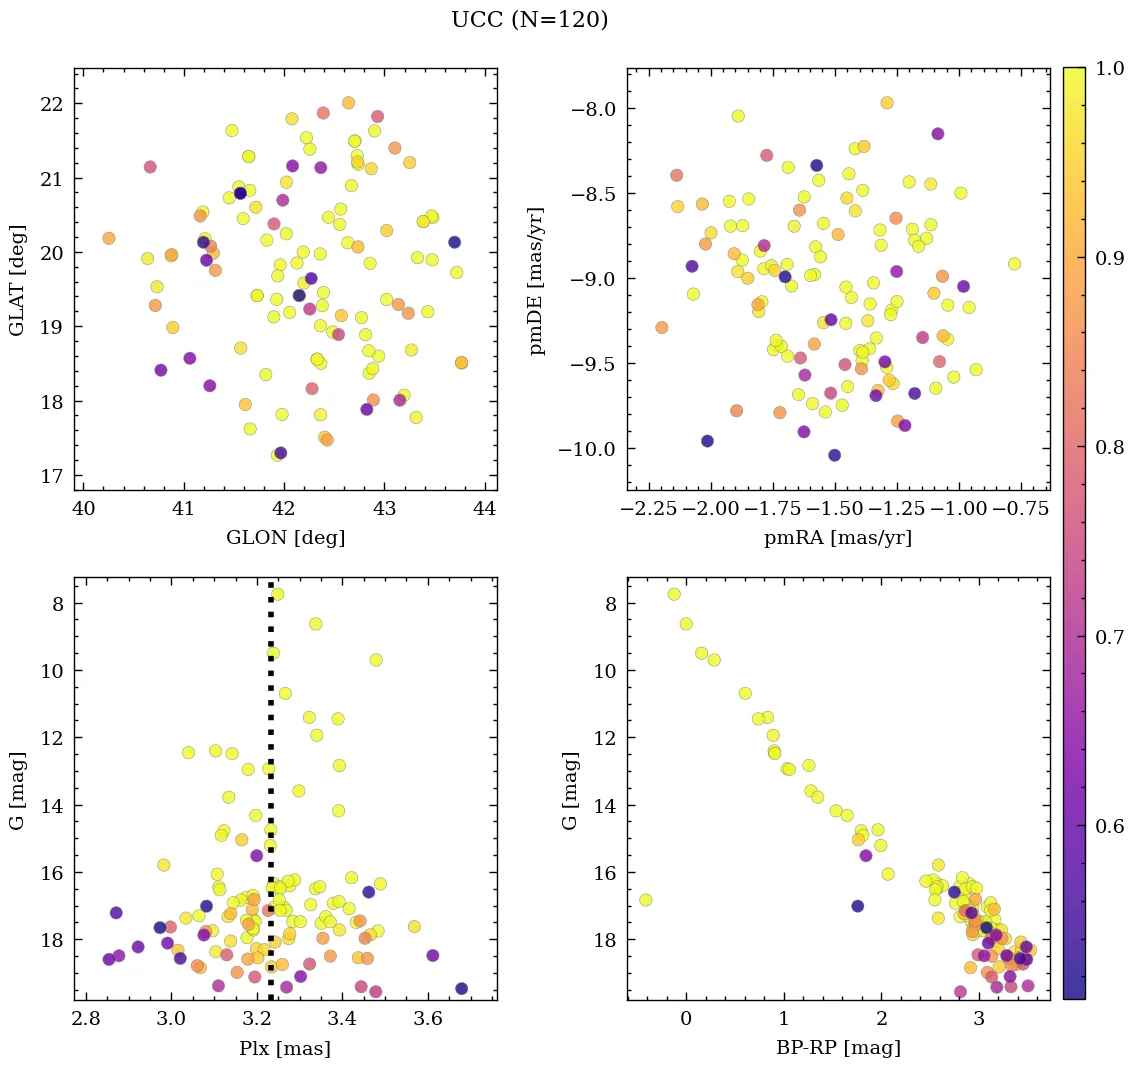 UCC (N=120)
22
21
20
19
18
17
GLAT [deg]
40 41 42 43 44
GLON [deg]
−8.0
−8.5
−9.0
−9.5
−10.0
pmDE [mas/yr]
−2.25 −2.00 −1.75 −1.50 −1.25 −1.00 −0.75
pmRA [mas/yr]
1.0
0.9
0.8
0.7
0.6
8
10
12
14
16
18
G [mag]
2.8 3.0 3.2 3.4 3.6
Plx [mas]
8
10
12
14
16
18
G [mag]
0 1 2 3
BP-RP [mag]